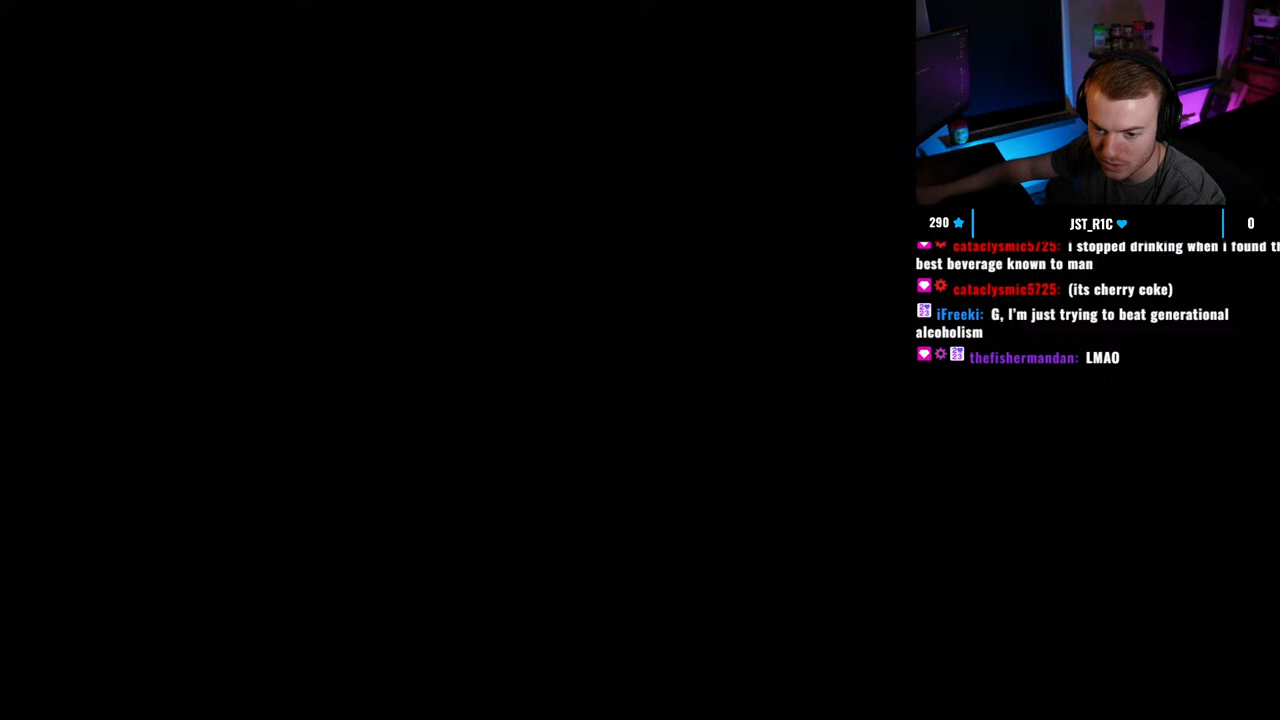 290 JST_R1C 0
cataclysmic5725: i stopped drinking when i found th
best beverage known to man
cataclysmic5725: (its cherry coke)
iFreeki: G, I'm just trying to beat generational
alcoholism
thefishermandan: LMAO